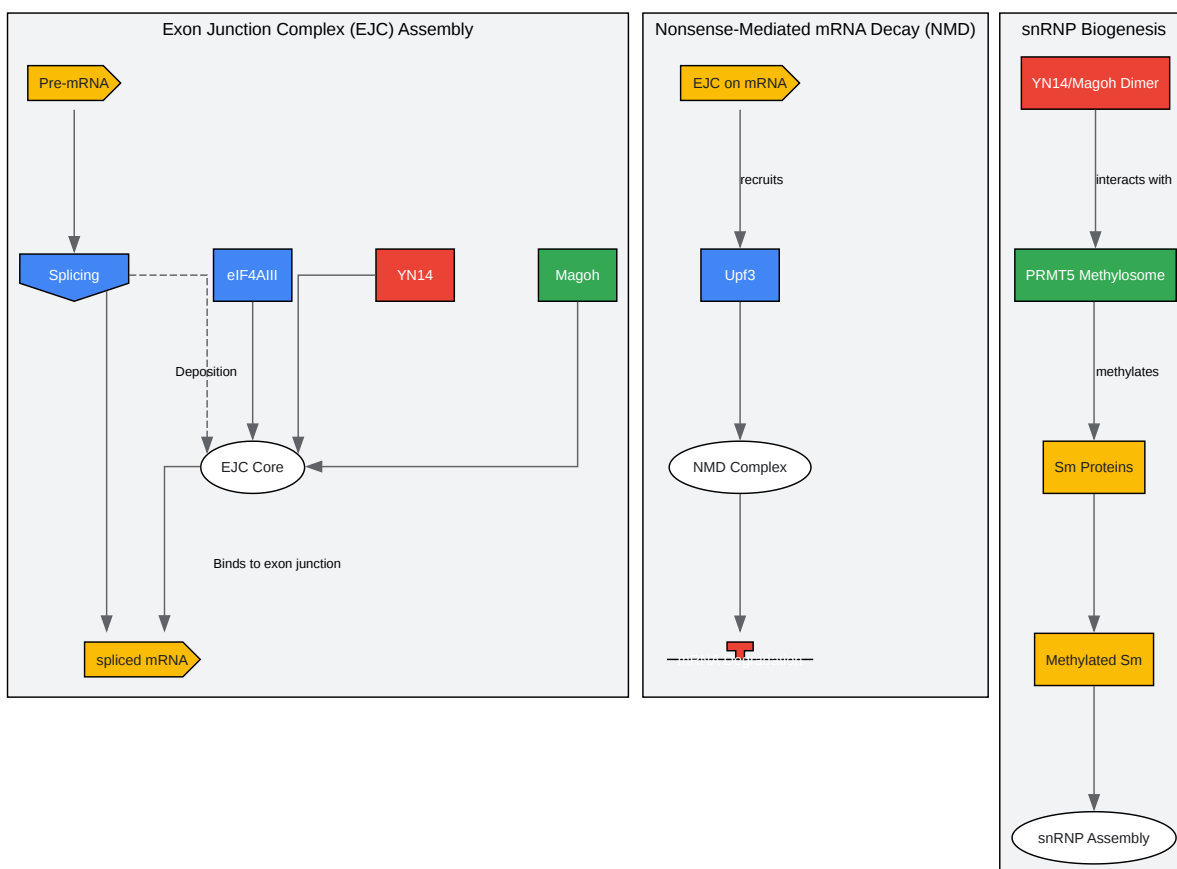 Exon Junction Complex (EJC) Assembly
Pre-mRNA
Splicing
eIF4AIII
YN14
Magoh
Deposition
EJC Core
Binds to exon junction
spliced mRNA
Nonsense-Mediated mRNA Decay (NMD)
EJC on mRNA
recruits
Upf3
NMD Complex
mRNA Degradation
snRNP Biogenesis
YN14/Magoh Dimer
interacts with
PRMT5 Methylosome
methylates
Sm Proteins
Methylated Sm
snRNP Assembly